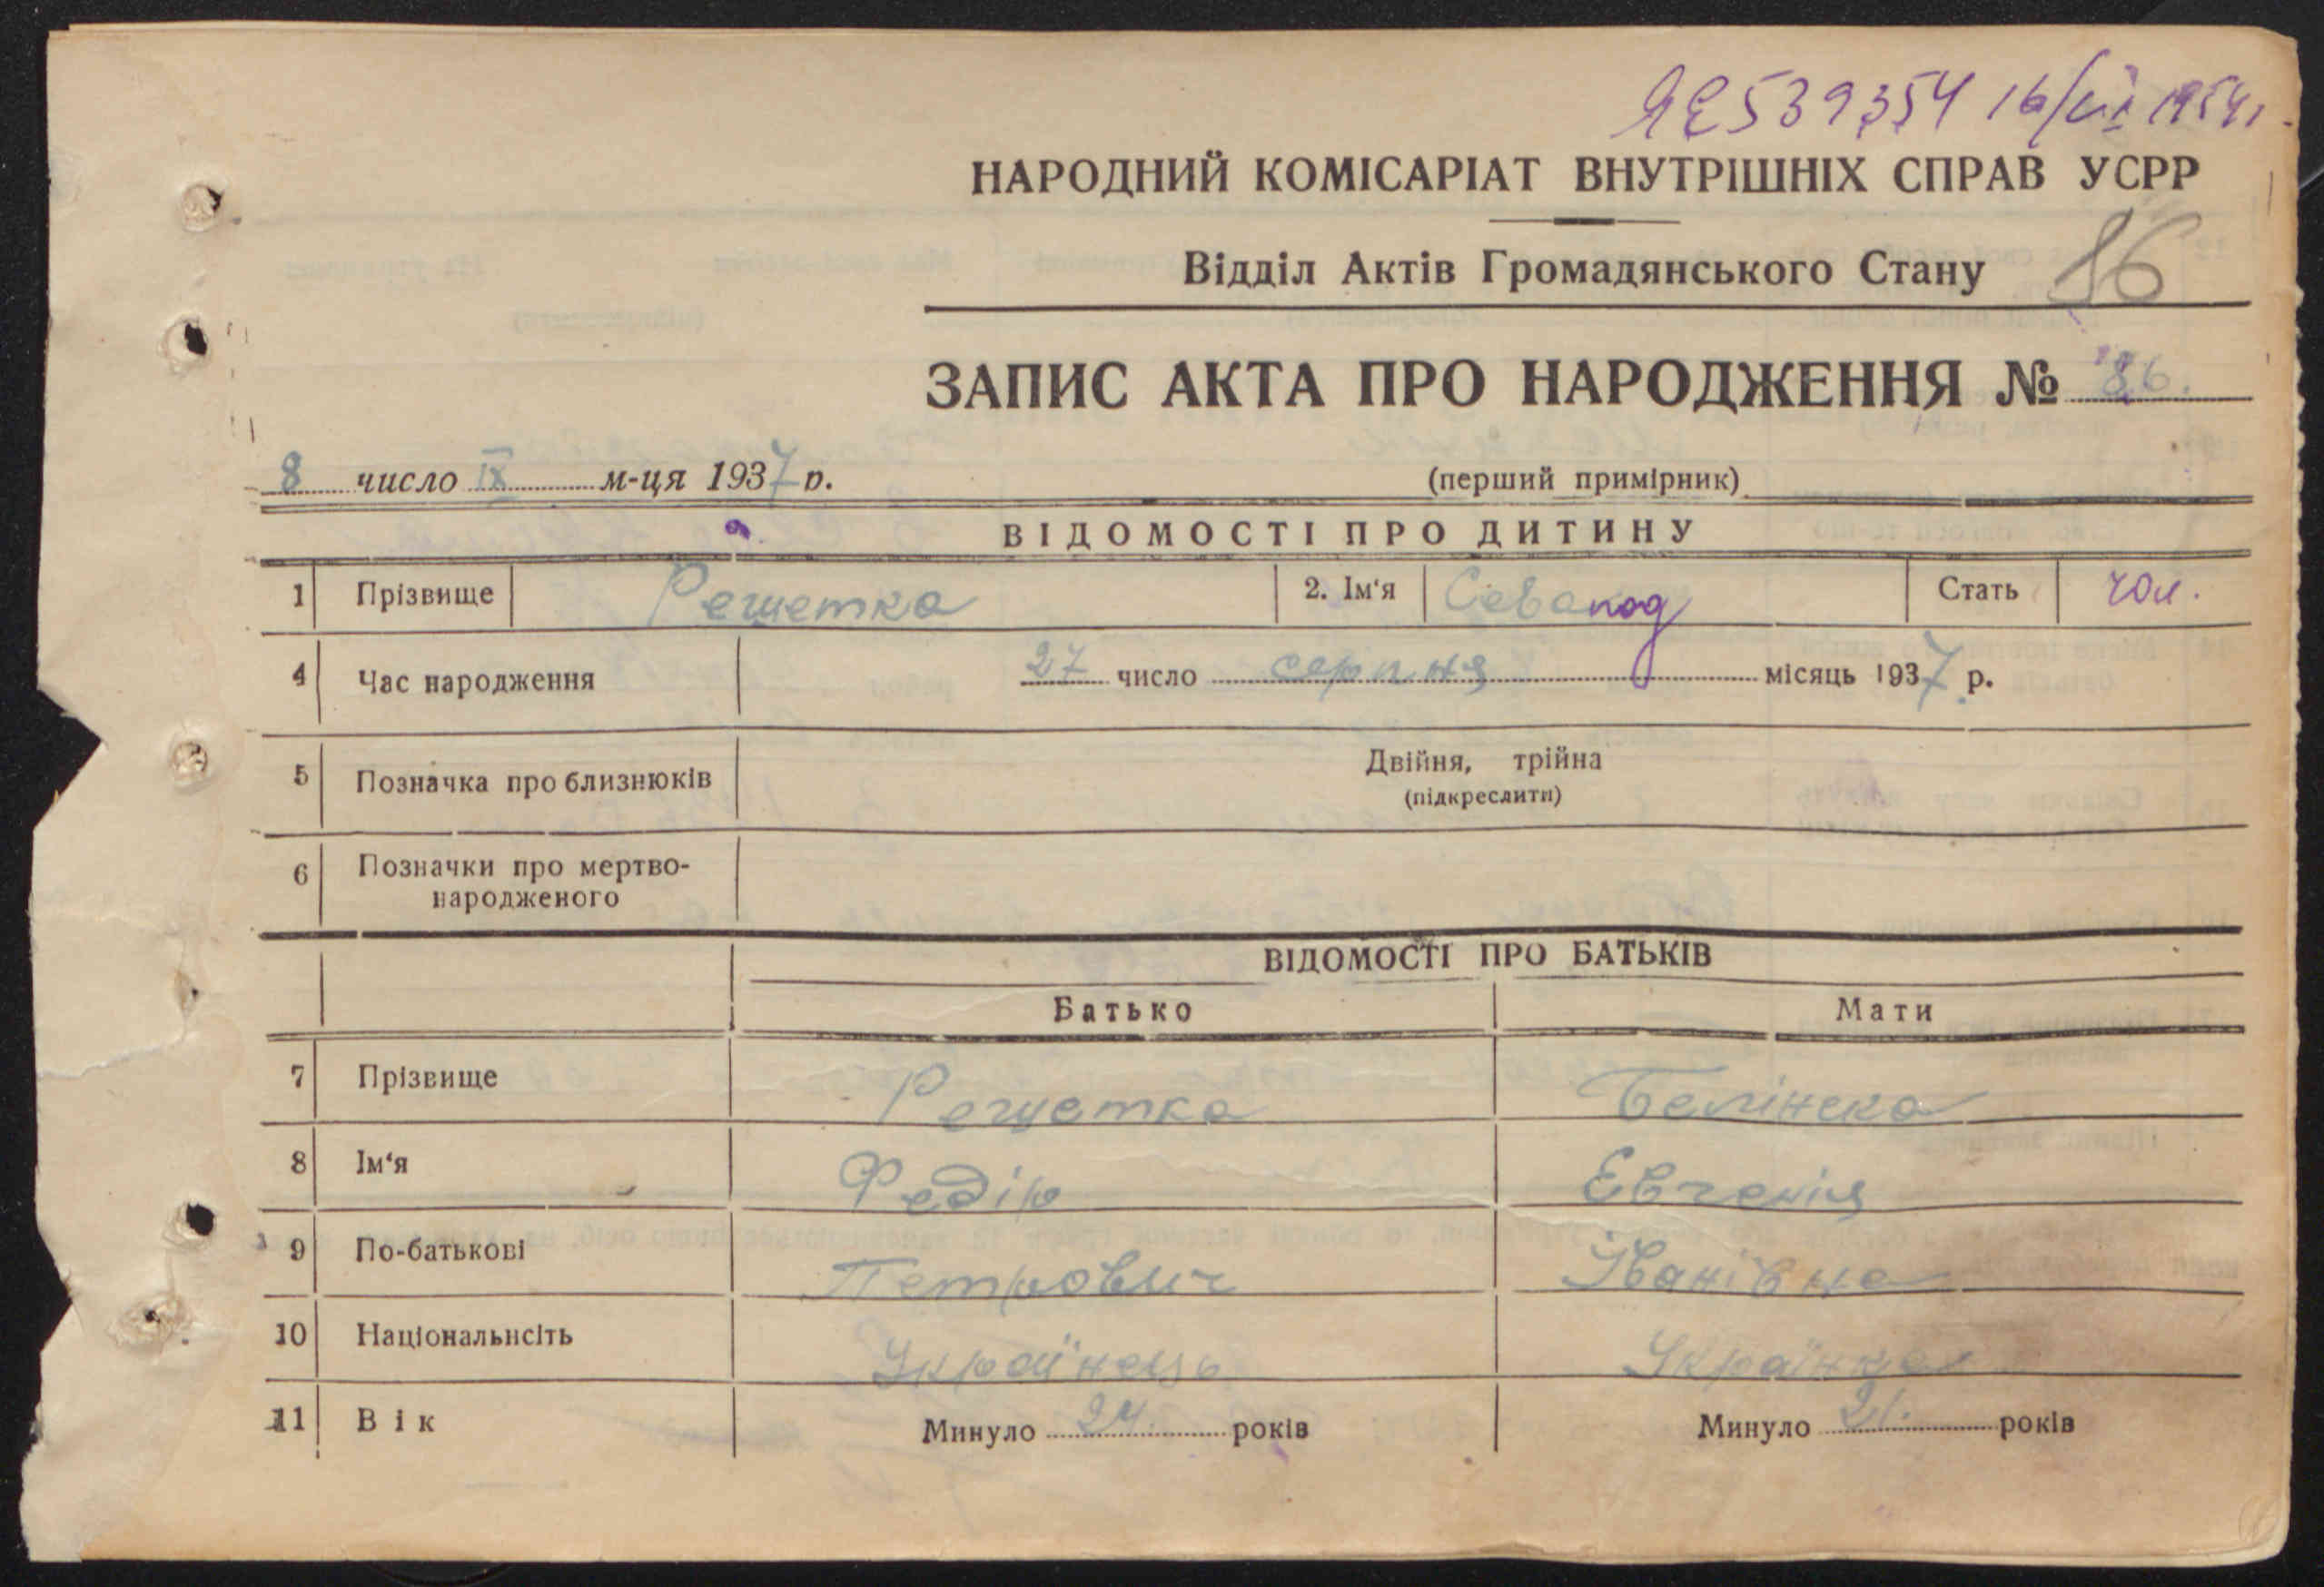 ЯЄ539354 16/VII 1954
НАРОДНИЙ КОМІСАРІАТ ВНУТРІШНІХ СПРАВ УСРР
Відділ Актів Громадянського Стану 86
ЗАПИС АКТА ПРО НАРОДЖЕННЯ № 86.
8 число IX м-ця 1937 р.
(перший примірник)
ВІДОМОСТІ ПРО ДИТИНУ
1 Прізвище Решетка 2. Ім'я Стать чол.
4 Час народження 27 число серпня місяць 1937 р.
5 Позначка про близнюків Двійня, трійна
(підкреслити)
6 Позначки про мертво-
народженого
ВІДОМОСТІ ПРО БАТЬКІВ
Батько Мати
7 Прізвище Решетка Белінска
8 Ім'я Федір Евгенія
9 По-батькові Петрович Іванівна
10 Національнсіть Українець Українка
11 Вік Минуло 24 років Минуло 21. років